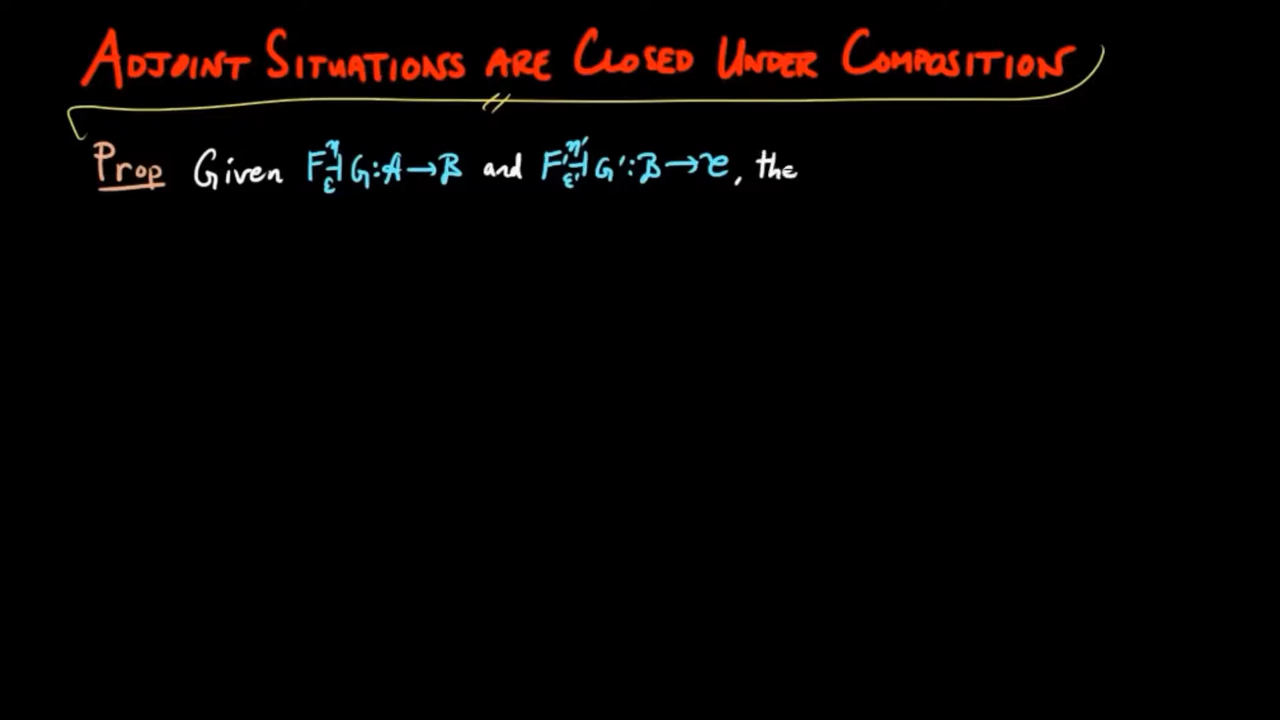 ADJOINT SITUATIONS ARE CLOSED UNDER COMPOSITION
Prop Given F η⊣ε G:𝒜→ℬ and F' η'⊣ε' G':ℬ→𝒞, the